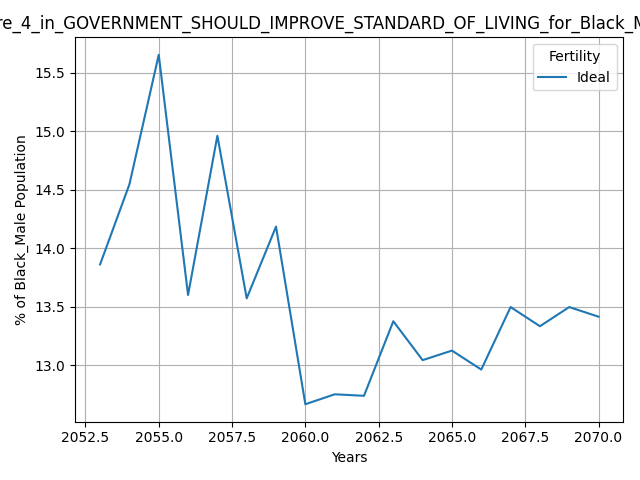 re_4_in_GOVERNMENT_SHOULD_IMPROVE_STANDARD_OF_LIVING_for_Black_M
Fertility
Ideal
15.5
15.0
14.5
14.0
13.5
13.0
% of Black_Male Population
2052.5 2055.0 2057.5 2060.0 2062.5 2065.0 2067.5 2070.0
Years